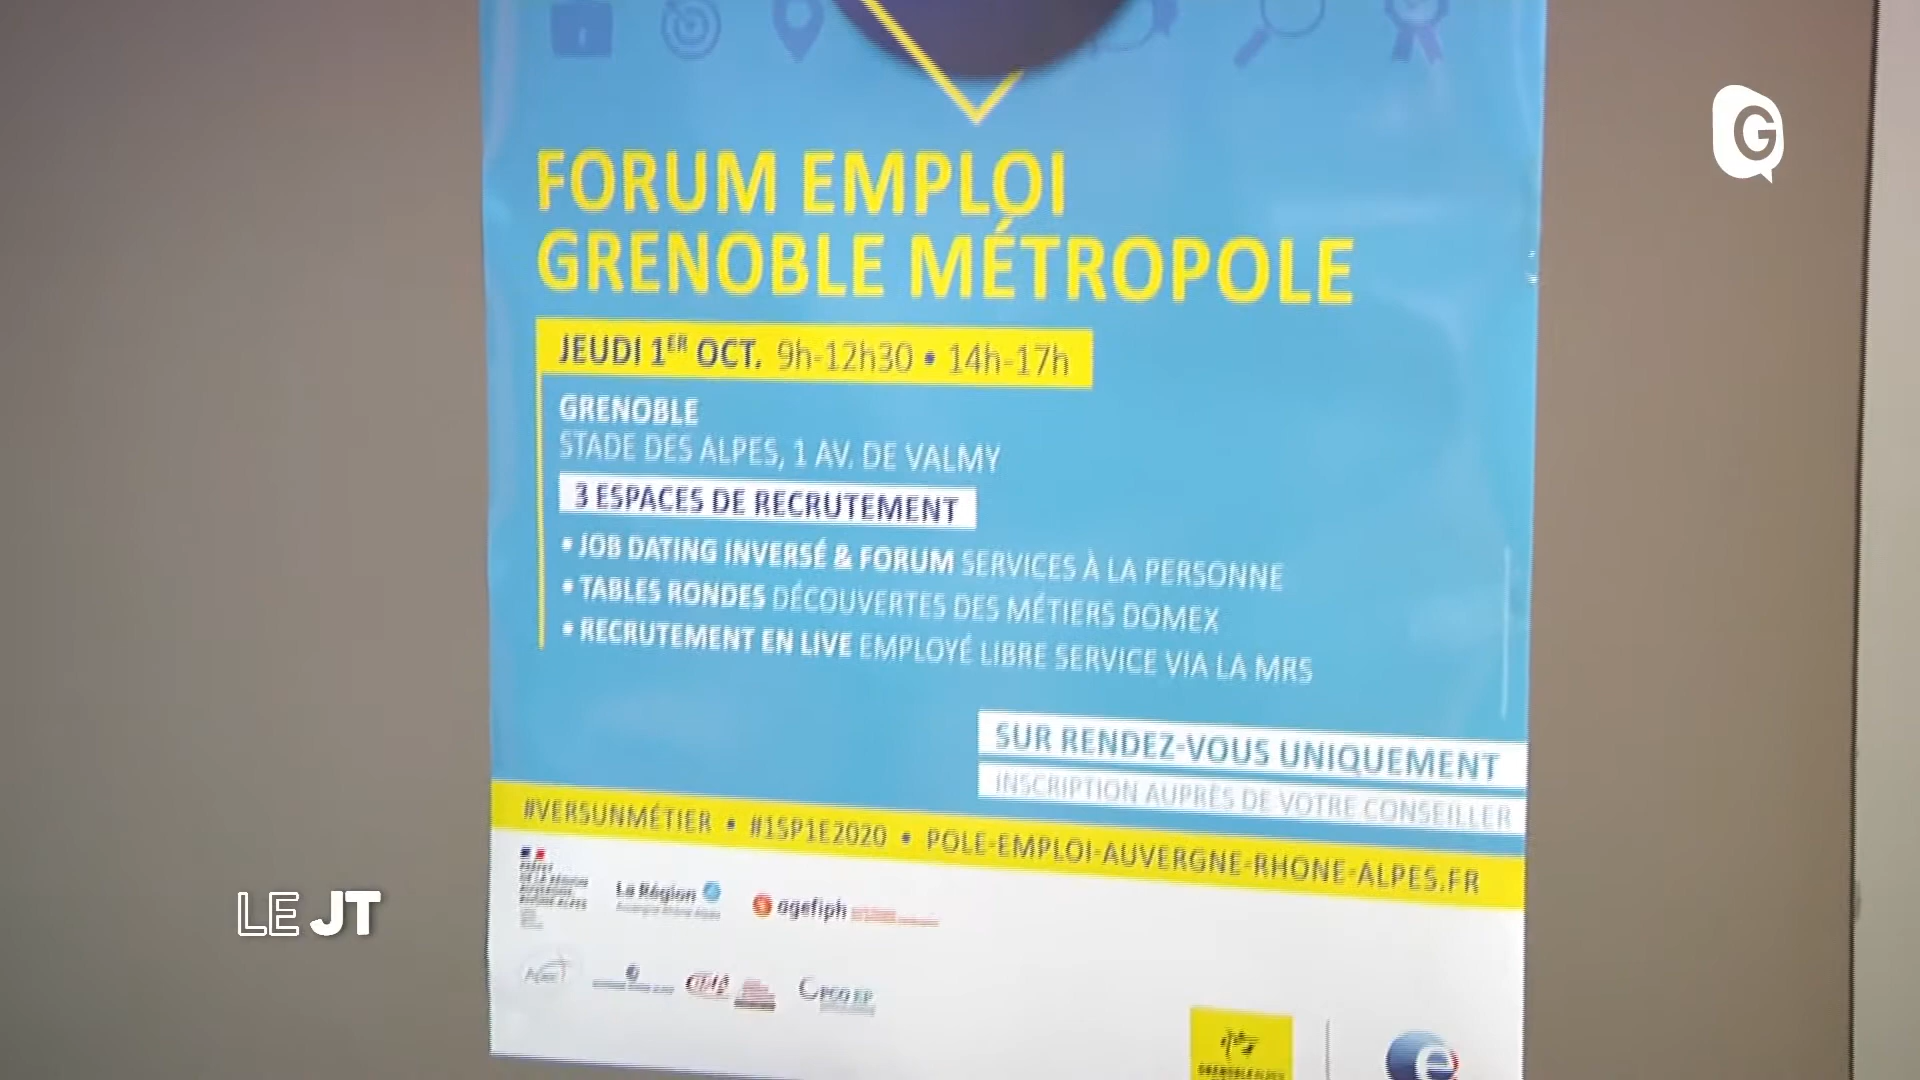 G
FORUM EMPLOI
GRENOBLE MÉTROPOLE
JEUDI 1ER OCT. 9h-12h30 • 14h-17h
GRENOBLE
STADE DES ALPES, 1 AV. DE VALMY
3 ESPACES DE RECRUTEMENT
• JOB DATING INVERSÉ & FORUM SERVICES À LA PERSONNE
• TABLES RONDES DÉCOUVERTES DES MÉTIERS DOMEX
• RECRUTEMENT EN LIVE EMPLOYÉ LIBRE SERVICE VIA LA MRS
SUR RENDEZ-VOUS UNIQUEMENT
INSCRIPTION AUPRÈS DE VOTRE CONSEILLER
#VERSUNMÉTIER • #1SP1E2020 • POLE-EMPLOI-AUVERGNE-RHONE-ALPES.FR
La Région
agefiph
LE JT